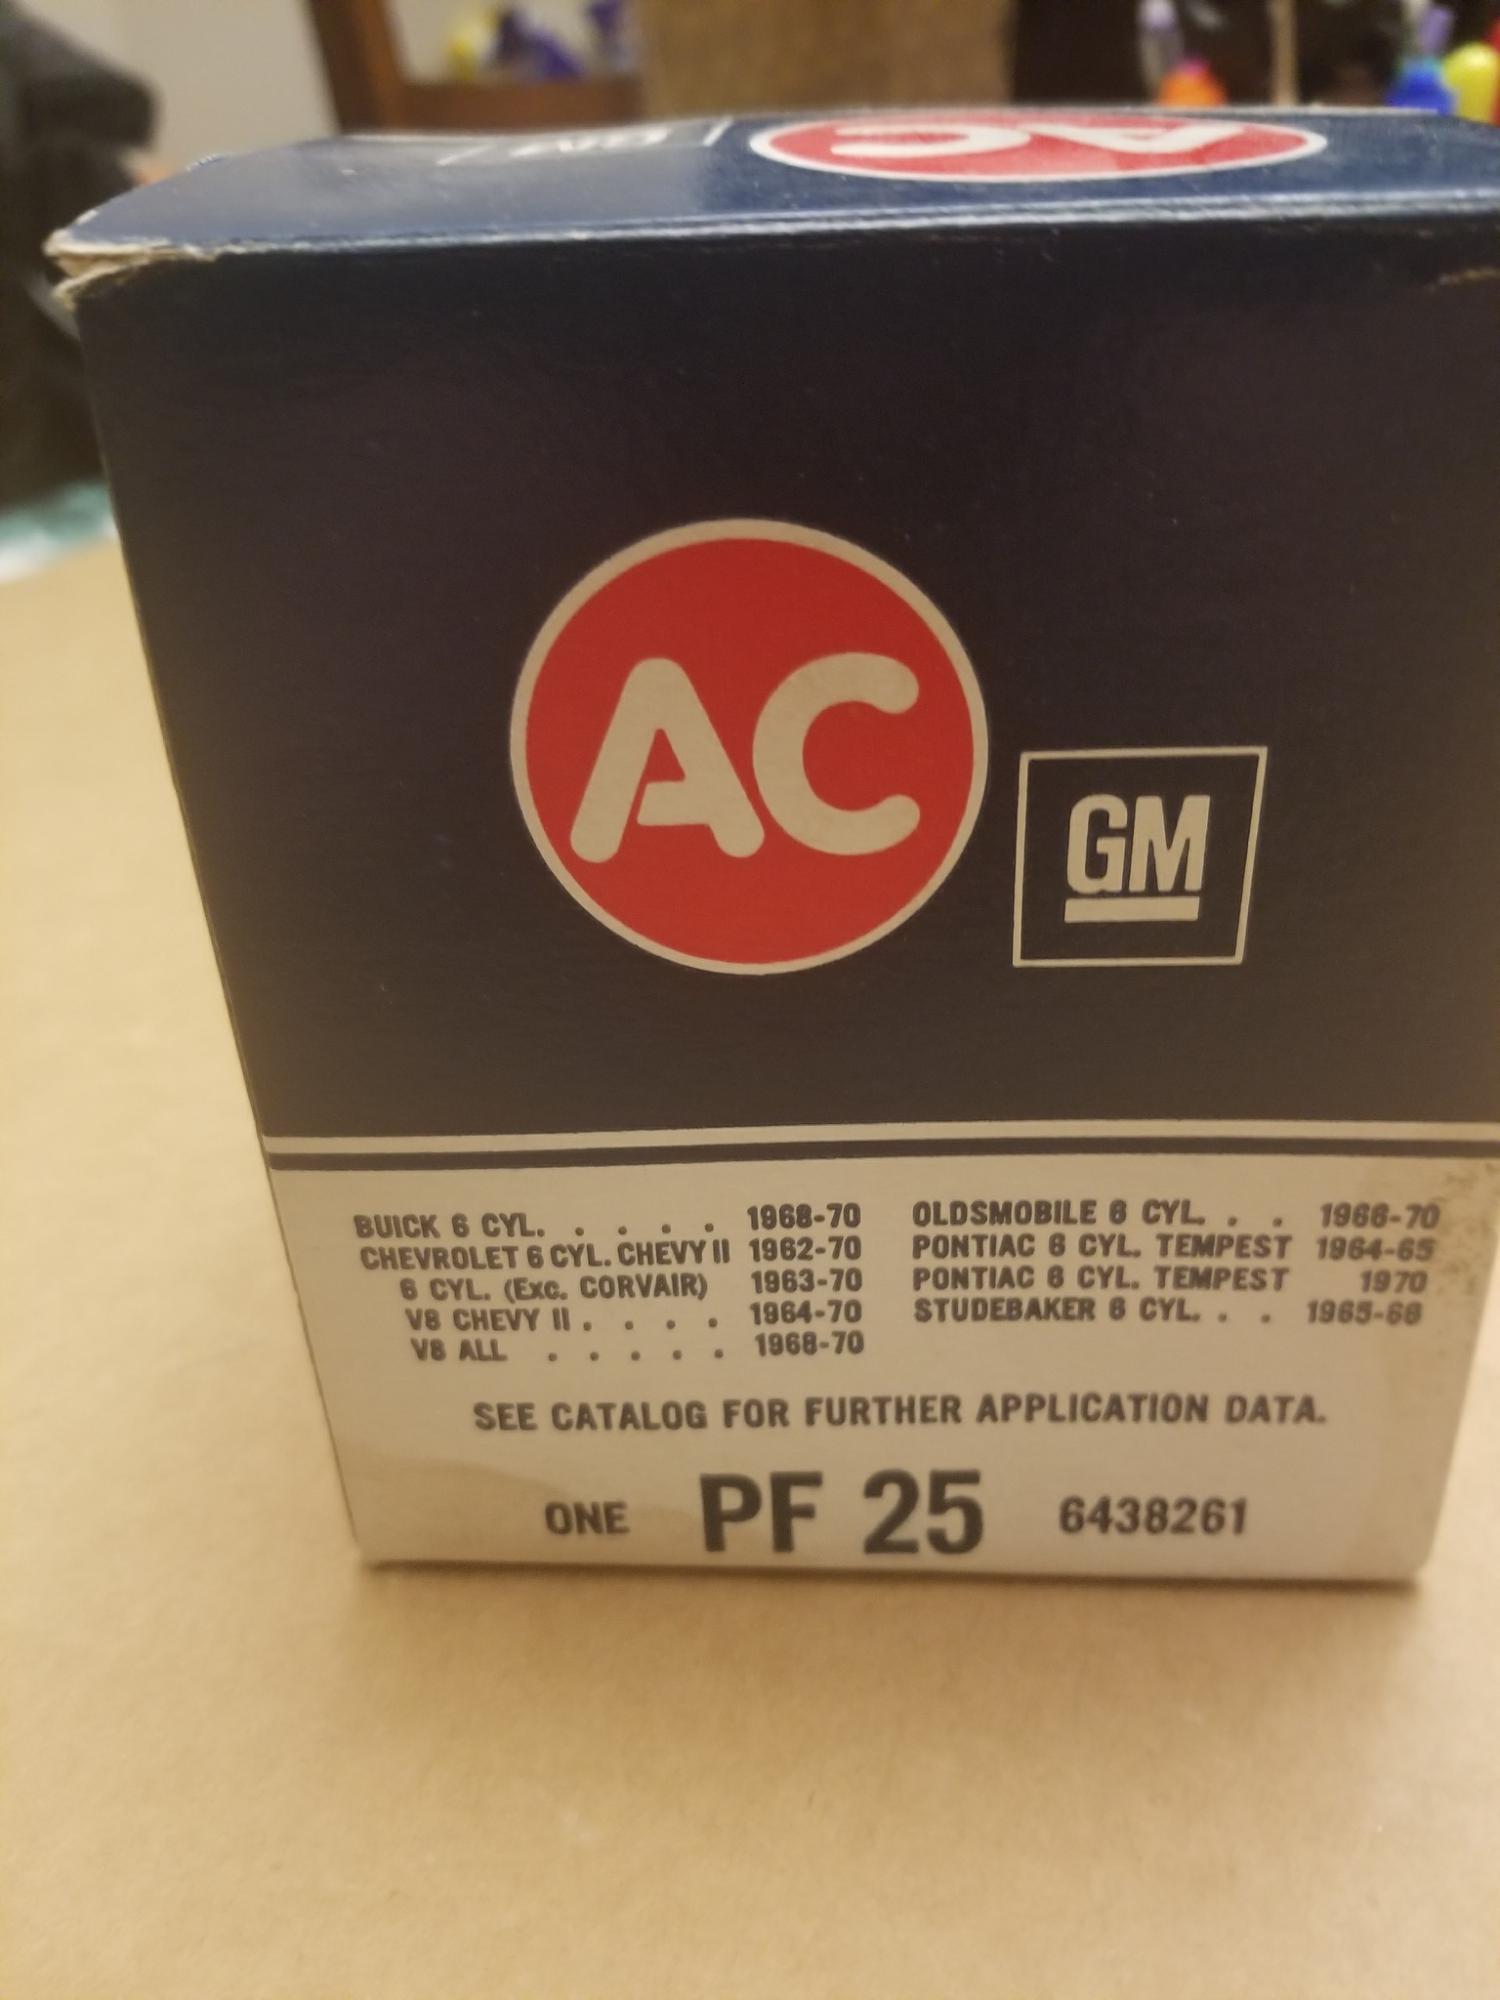 AC
AC
GM
BUICK 6 CYL. . . . . . 1968-70
CHEVROLET 6 CYL. CHEVY II 1962-70
6 CYL. (Exc. CORVAIR) 1963-70
V8 CHEVY II . . . . 1964-70
V8 ALL . . . . . 1968-70
OLDSMOBILE 6 CYL. . . 1966-70
PONTIAC 6 CYL. TEMPEST 1964-65
PONTIAC 6 CYL. TEMPEST 1970
STUDEBAKER 6 CYL. . . 1965-66
SEE CATALOG FOR FURTHER APPLICATION DATA.
ONE PF 25 6438261